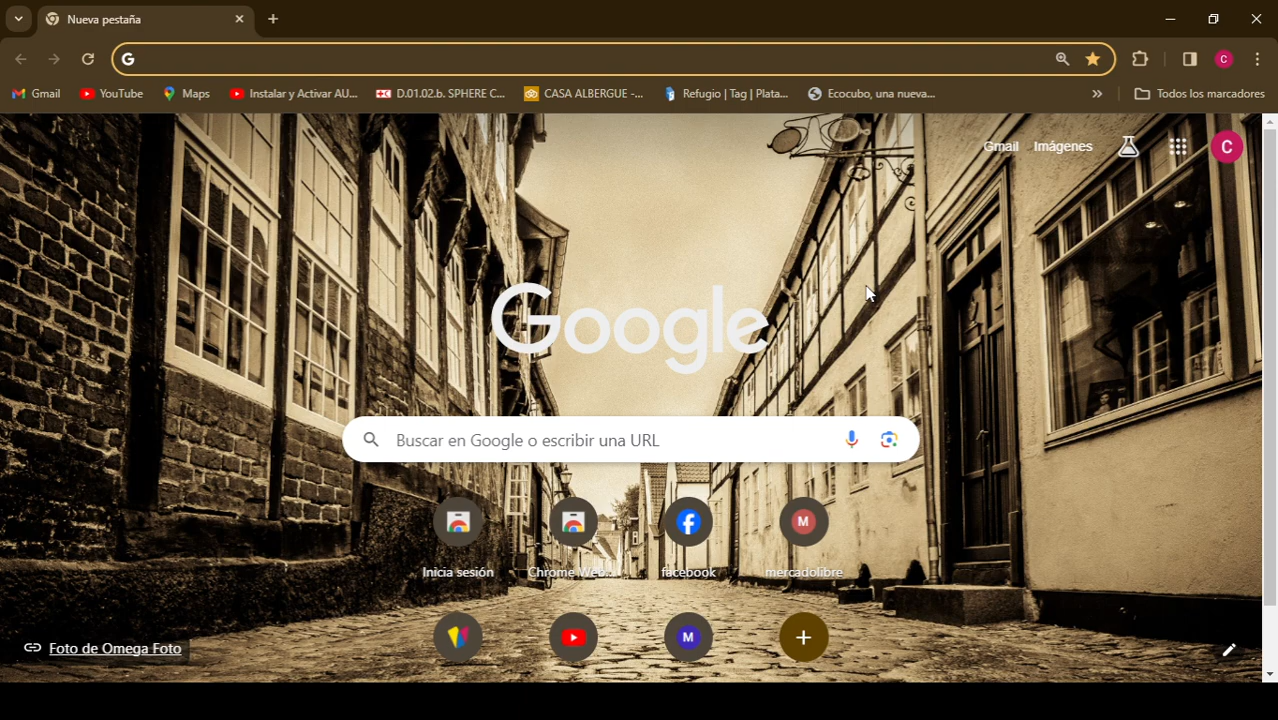 Nueva pestaña
Gmail YouTube Maps Instalar y Activar AU... D.01.02.b. SPHERE C... CASA ALBERGUE -... Refugio | Tag | Plata... Ecocubo, una nueva... » Todos los marcadores
Gmail Imágenes C
Google
Buscar en Google o escribir una URL
M
Inicia sesión Chrome Web... facebook mercadolibre
M
Foto de Omega Foto